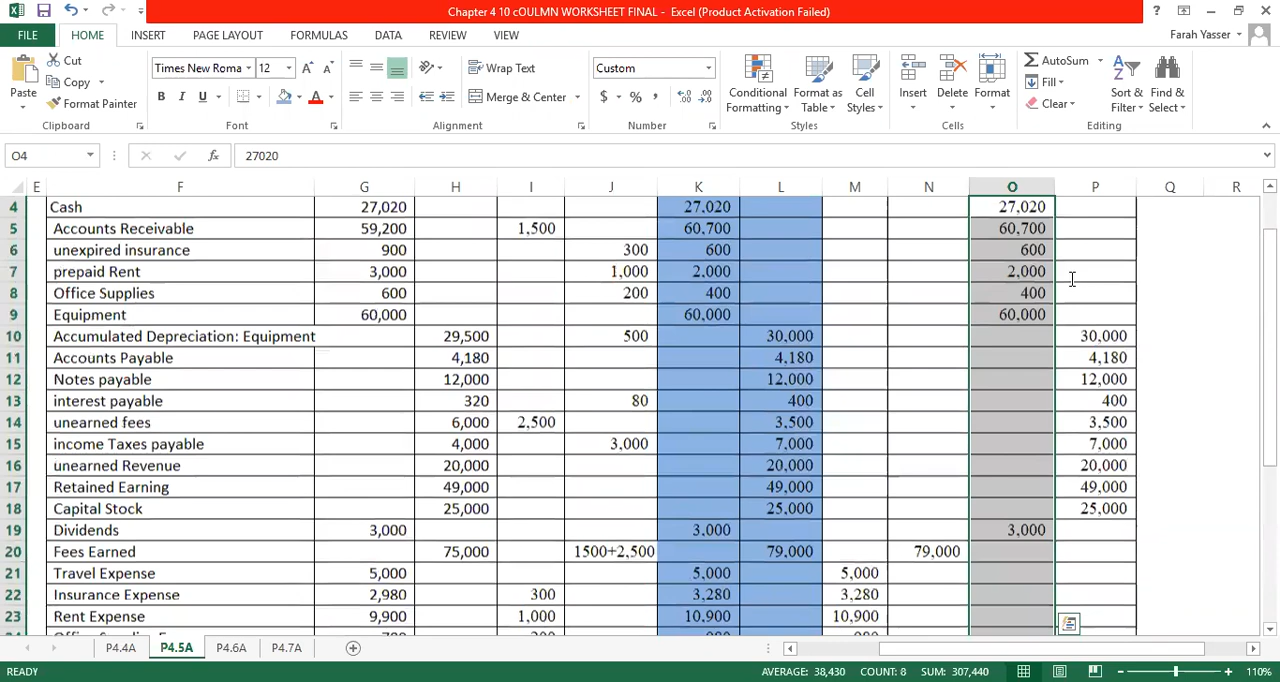 Chapter 4 10 cOULMN WORKSHEET FINAL - Excel (Product Activation Failed)
FILE HOME INSERT PAGE LAYOUT FORMULAS DATA REVIEW VIEW Farah Yasser
Paste Cut Copy Format Painter Clipboard
Times New Roma 12 B I U A Font
Wrap Text Merge & Center Alignment
Custom $ % , Number
Conditional Formatting Format as Table Cell Styles Styles
Insert Delete Format Cells
AutoSum Fill Clear Sort & Filter Find & Select Editing
O4 fx 27020
E F G H I J K L M N O P Q R
4 Cash 27,020 27,020 27,020
5 Accounts Receivable 59,200 1,500 60,700 60,700
6 unexpired insurance 900 300 600 600
7 prepaid Rent 3,000 1,000 2,000 2,000
8 Office Supplies 600 200 400 400
9 Equipment 60,000 60,000 60,000
10 Accumulated Depreciation: Equipment 29,500 500 30,000 30,000
11 Accounts Payable 4,180 4,180 4,180
12 Notes payable 12,000 12,000 12,000
13 interest payable 320 80 400 400
14 unearned fees 6,000 2,500 3,500 3,500
15 income Taxes payable 4,000 3,000 7,000 7,000
16 unearned Revenue 20,000 20,000 20,000
17 Retained Earning 49,000 49,000 49,000
18 Capital Stock 25,000 25,000 25,000
19 Dividends 3,000 3,000 3,000
20 Fees Earned 75,000 1500+2,500 79,000 79,000
21 Travel Expense 5,000 5,000 5,000
22 Insurance Expense 2,980 300 3,280 3,280
23 Rent Expense 9,900 1,000 10,900 10,900
P4.4A P4.5A P4.6A P4.7A
READY AVERAGE: 38,430 COUNT: 8 SUM: 307,440 110%